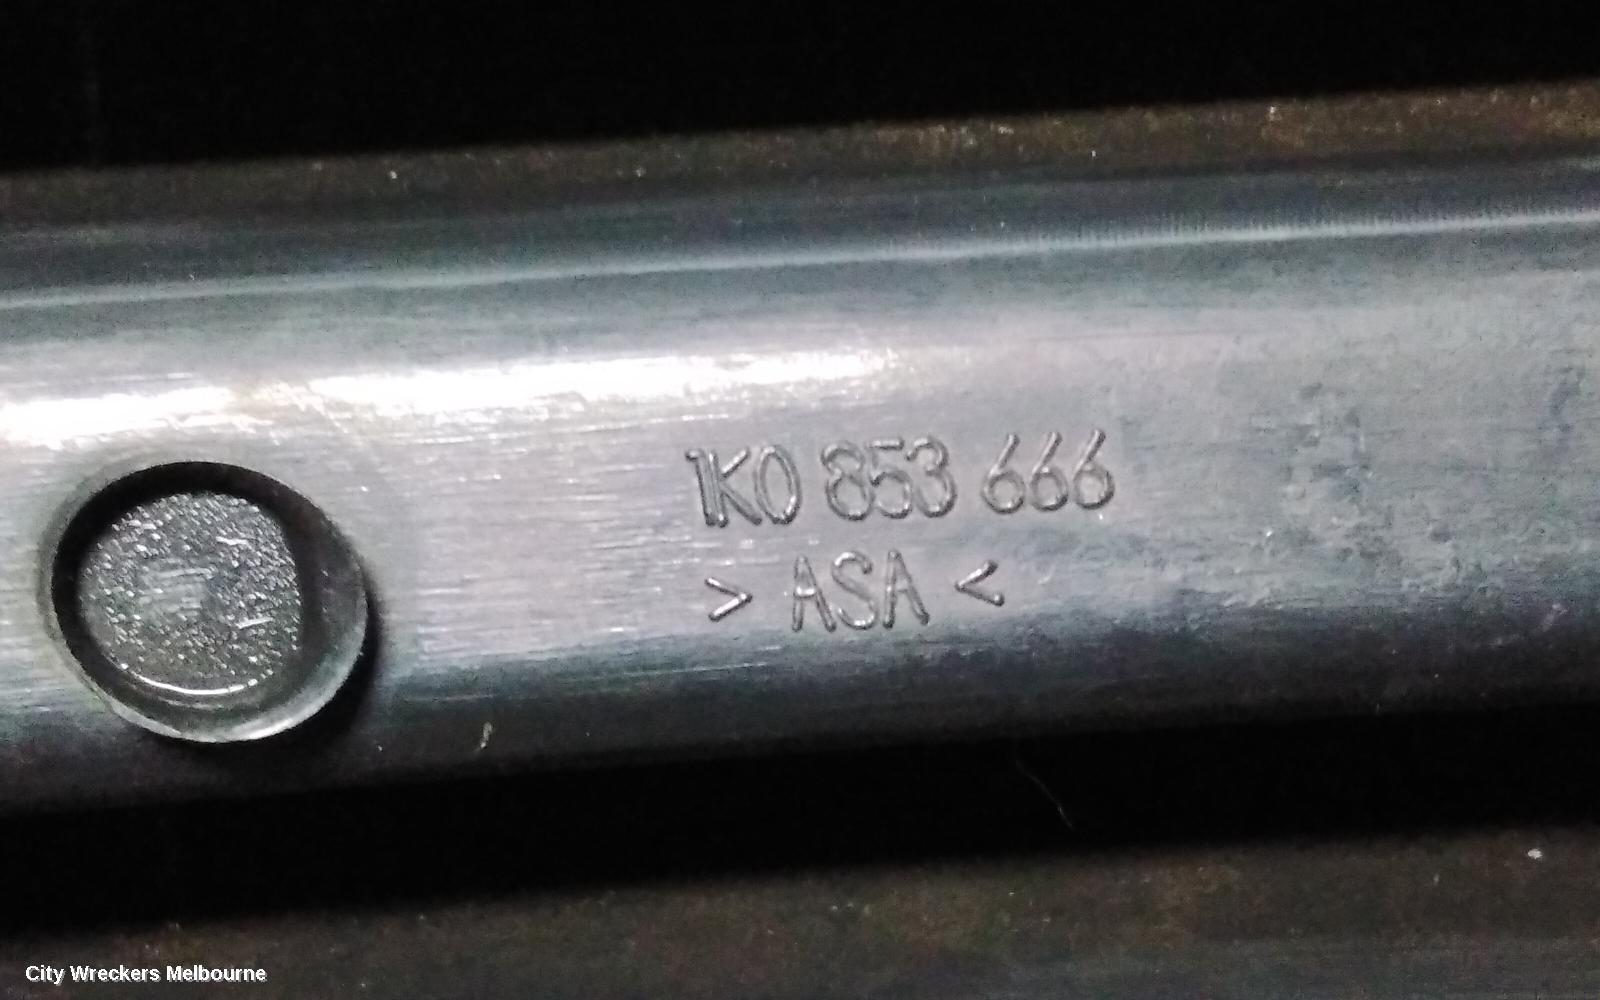 1K0 853 666
> ASA <
City Wreckers Melbourne